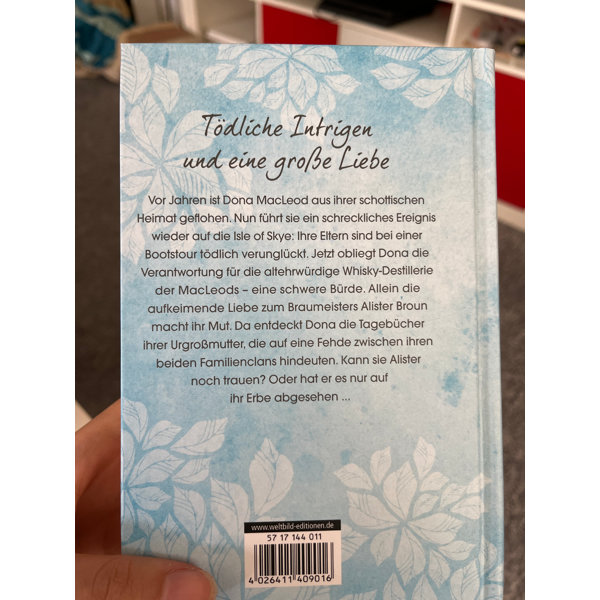 Tödliche Intrigen
und eine große Liebe
Vor Jahren ist Dona MacLeod aus ihrer schottischen
Heimat geflohen. Nun führt sie ein schreckliches Ereignis
wieder auf die Isle of Skye: Ihre Eltern sind bei einer
Bootstour tödlich verunglückt. Jetzt obliegt Dona die
Verantwortung für die altehrwürdige Whisky-Destillerie
der MacLeods – eine schwere Bürde. Allein die
aufkeimende Liebe zum Braumeisters Alister Broun
macht ihr Mut. Da entdeckt Dona die Tagebücher
ihrer Urgroßmutter, die auf eine Fehde zwischen ihren
beiden Familienclans hindeuten. Kann sie Alister
noch trauen? Oder hat er es nur auf
ihr Erbe abgesehen ...
www.weltbild-editionen.de
57 17 144 011
4 026411 409016